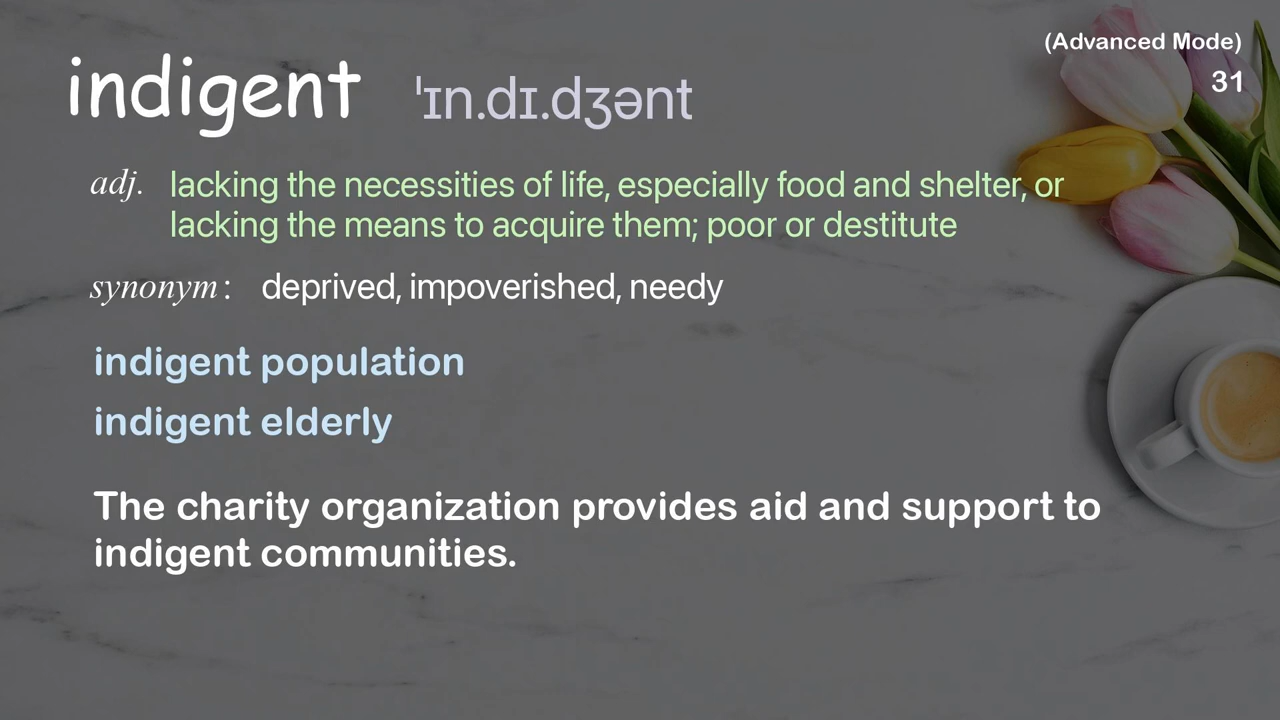 (Advanced Mode)
31
indigent ˈɪn.dɪ.dʒənt
adj. lacking the necessities of life, especially food and shelter, or
lacking the means to acquire them; poor or destitute
synonym : deprived, impoverished, needy
indigent population
indigent elderly
The charity organization provides aid and support to
indigent communities.